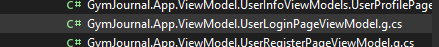 C# GymJournal.App.ViewModel.UserInfoViewModels.UserProfilePage
C# GymJournal.App.ViewModel.UserLoginPageViewModel.g.cs
C# GymJournal.App.ViewModel.UserRegisterPageViewModel.g.cs